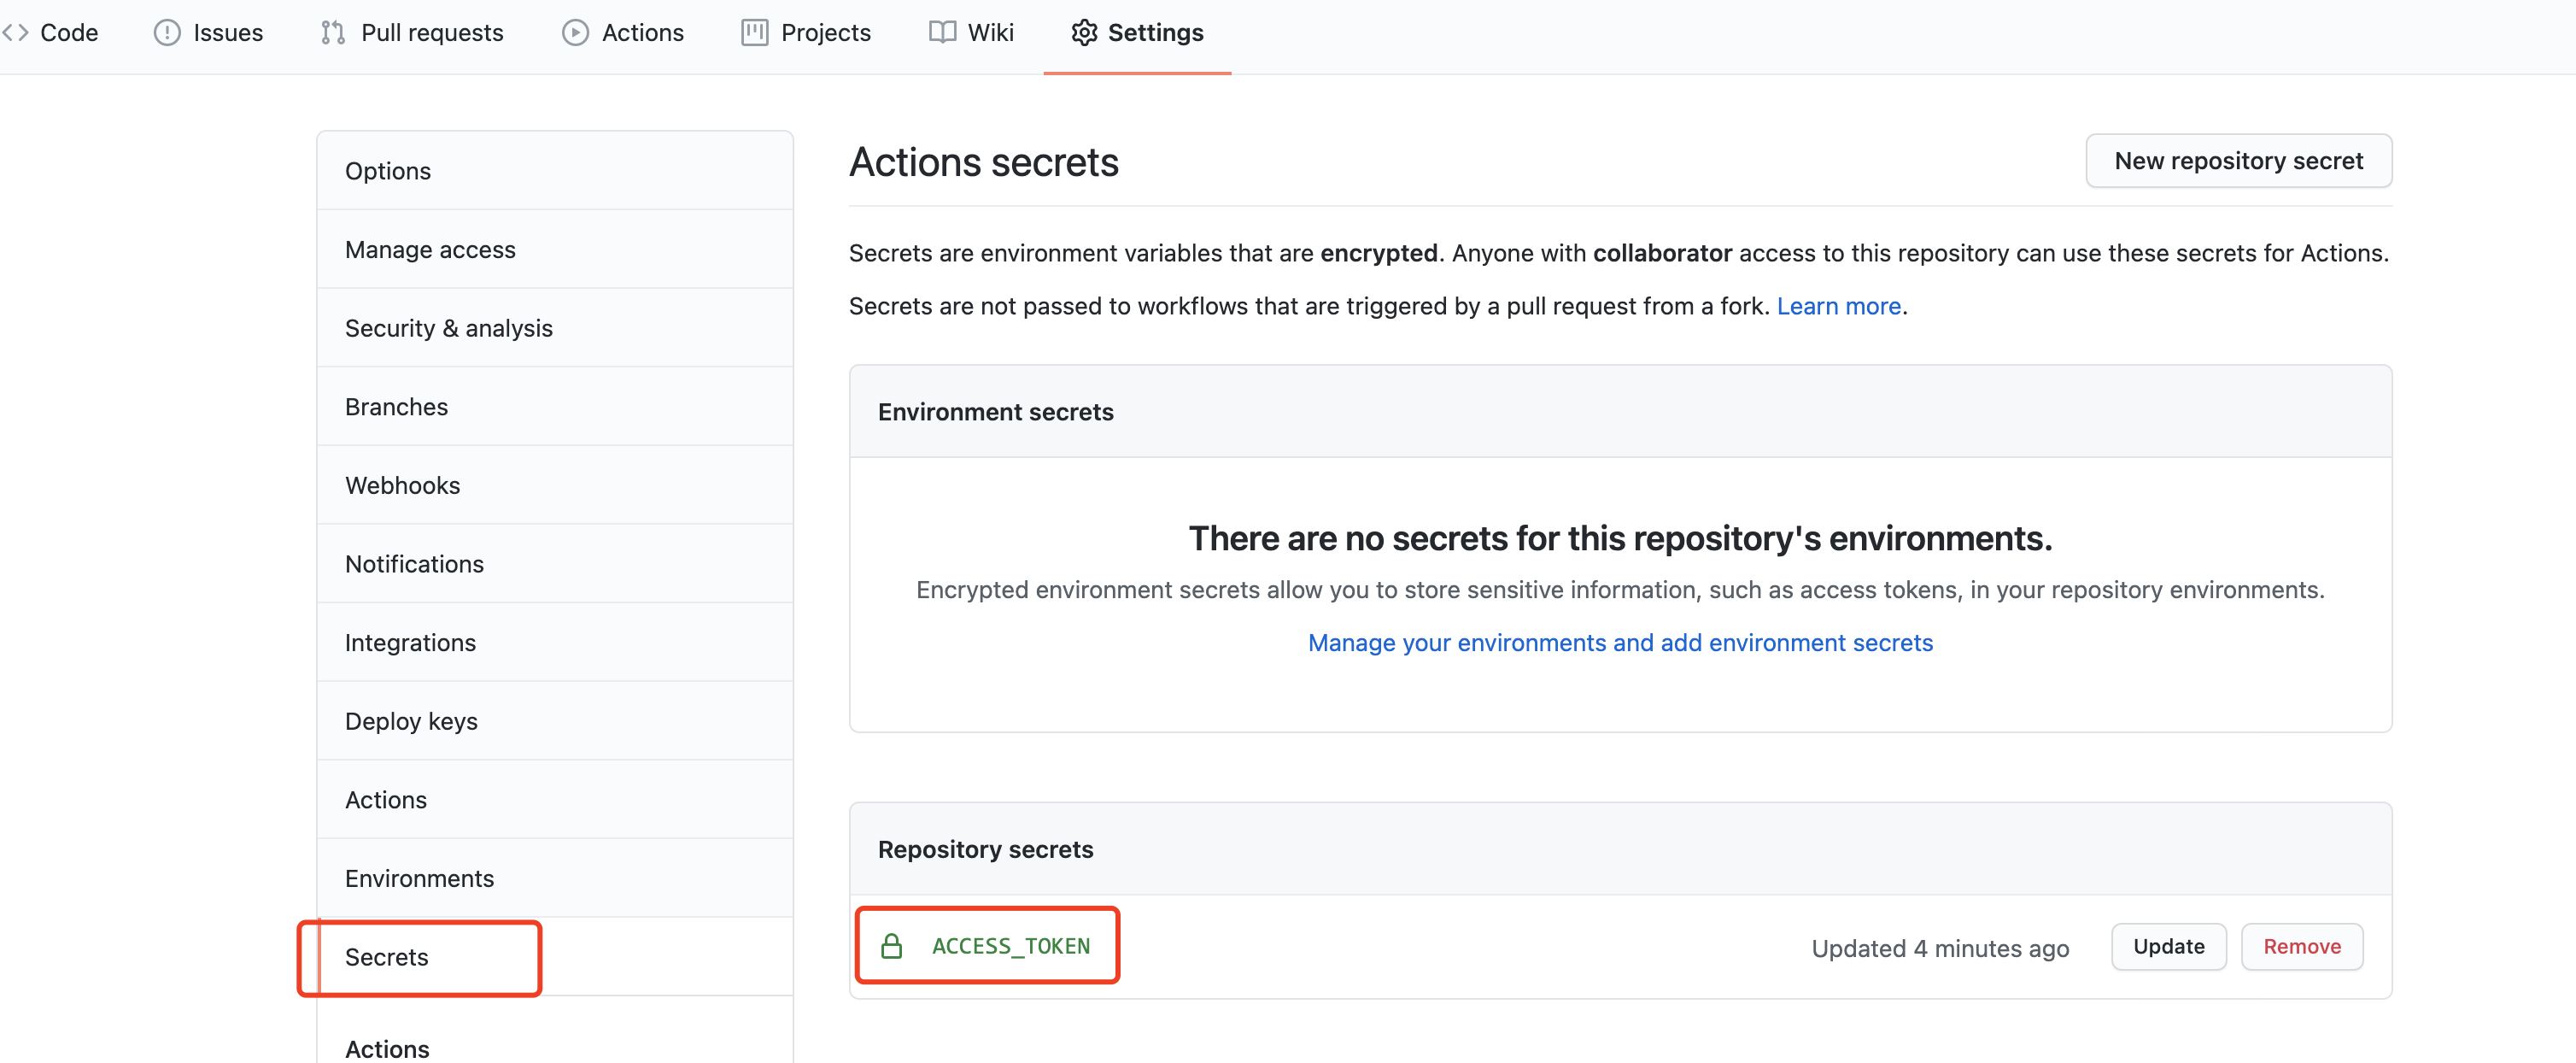 Code Issues Pull requests Actions Projects Wiki Settings
Options
Manage access
Security & analysis
Branches
Webhooks
Notifications
Integrations
Deploy keys
Actions
Environments
Secrets
Actions
Actions secrets
New repository secret
Secrets are environment variables that are encrypted. Anyone with collaborator access to this repository can use these secrets for Actions.
Secrets are not passed to workflows that are triggered by a pull request from a fork. Learn more.
Environment secrets
There are no secrets for this repository's environments.
Encrypted environment secrets allow you to store sensitive information, such as access tokens, in your repository environments.
Manage your environments and add environment secrets
Repository secrets
ACCESS_TOKEN Updated 4 minutes ago Update Remove